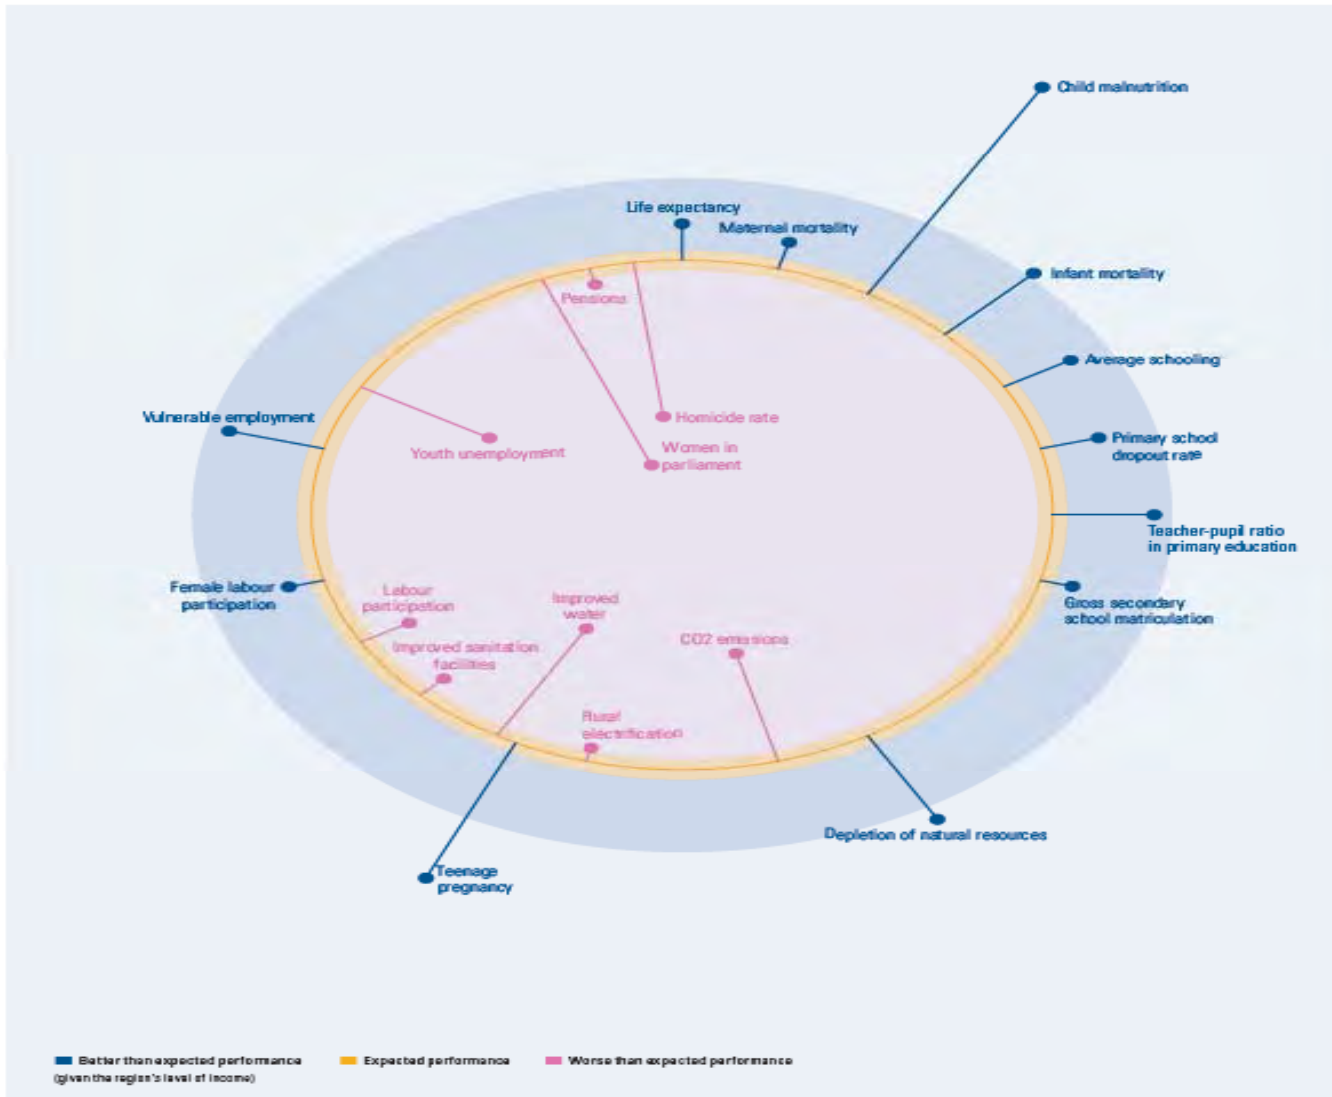 Child malnutrition
Life expectancy
Maternal mortality
Infant mortality
Pensions
Average schooling
Vulnerable employment
Homicide rate
Youth unemployment
Women in
parliament
Primary school
dropout rate
Teacher-pupil ratio
in primary education
Female labour
participation
Labour
participation
Improved
water
Gross secondary
school matriculation
Improved sanitation
facilities
CO2 emissions
Rural
electrification
Depletion of natural resources
Teenage
pregnancy
Better than expected performance
(given the region's level of income)
Expected performance
Worse than expected performance